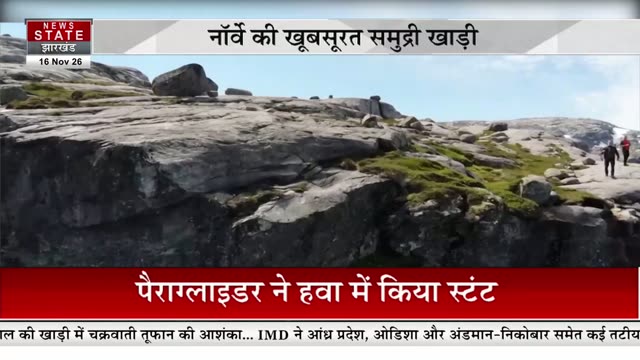 NEWS
STATE
झारखंड
16 Nov 26
नॉर्वे की खूबसूरत समुद्री खाड़ी
पैराग्लाइडर ने हवा में किया स्टंट
की खाड़ी में चक्रवाती तूफान की आशंका... IMD ने आंध्र प्रदेश, ओडिशा और अंडमान-निकोबार समेत कई तटीय